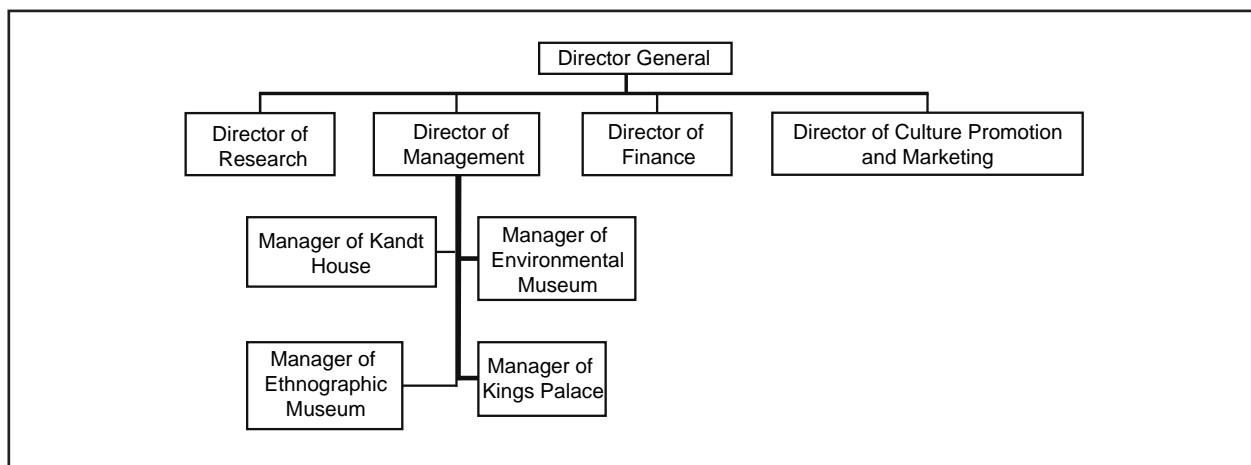 Director General
Director of
Research
Director of
Management
Director of
Finance
Director of Culture Promotion
and Marketing
Manager of Kandt
House
Manager of
Environmental
Museum
Manager of
Ethnographic
Museum
Manager of
Kings Palace